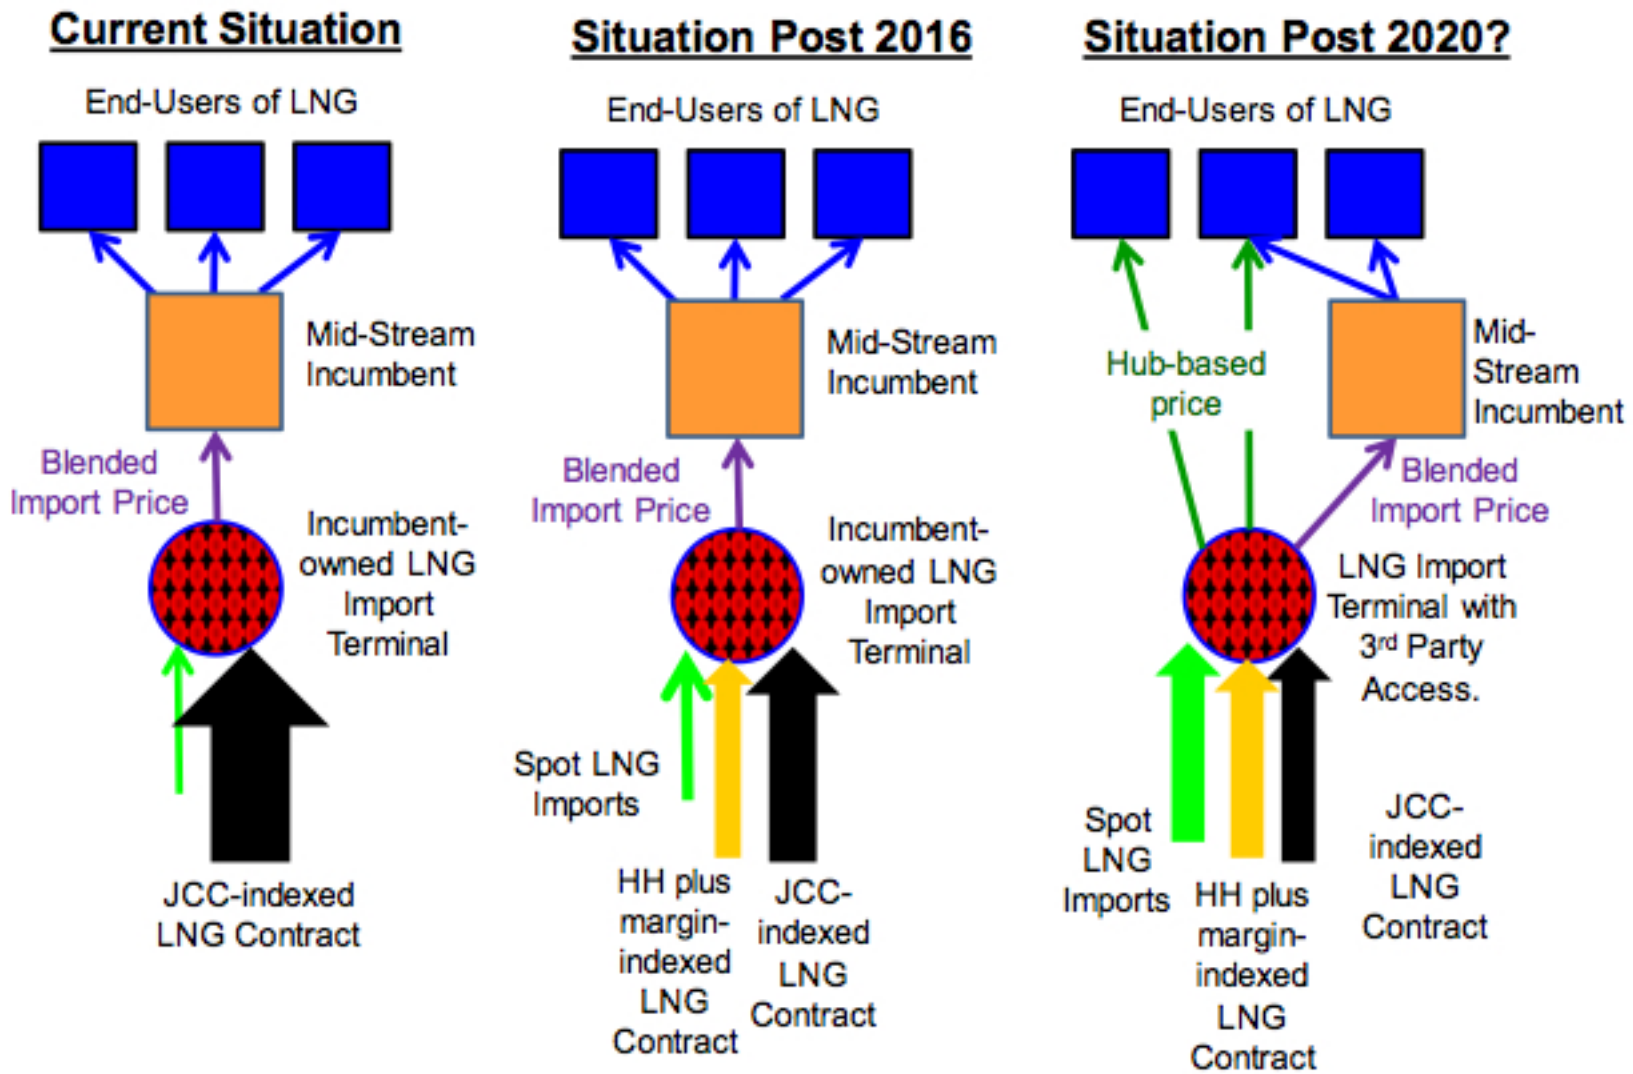 Current Situation
End-Users of LNG
Mid-Stream
Incumbent
Blended
Import Price
Incumbent-
owned LNG
Import
Terminal
JCC-indexed
LNG Contract
Situation Post 2016
End-Users of LNG
Mid-Stream
Incumbent
Blended
Import Price
Incumbent-
owned LNG
Import
Terminal
Spot LNG
Imports
HH plus
margin-
indexed
LNG
Contract
JCC-
indexed
LNG
Contract
Situation Post 2020?
End-Users of LNG
Hub-based
price
Mid-
Stream
Incumbent
Blended
Import Price
LNG Import
Terminal with
3rd Party
Access.
Spot
LNG
Imports
HH plus
margin-
indexed
LNG
Contract
JCC-
indexed
LNG
Contract